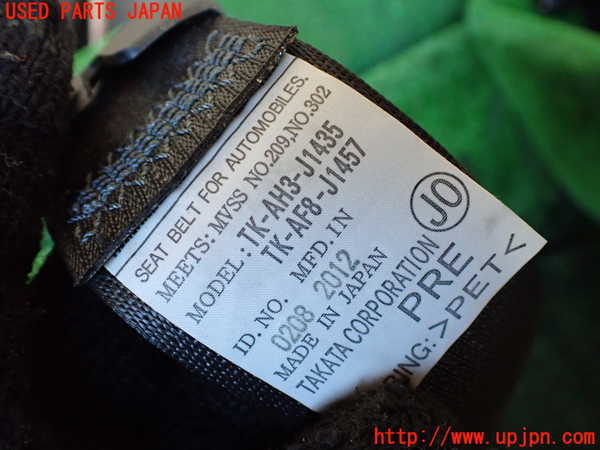 USED PARTS JAPAN
SEAT BELT FOR AUTOMOBILES.
MEETS: MVSS NO.209,NO.302
MODEL: TK-AH3-J1435
TK-AF8-J1457
ID.NO. MFD.IN
0208 2012
MADE IN JAPAN
TAKATA CORPORATION
JO
PRE
BING: >PET<
http://www.upjpn.com